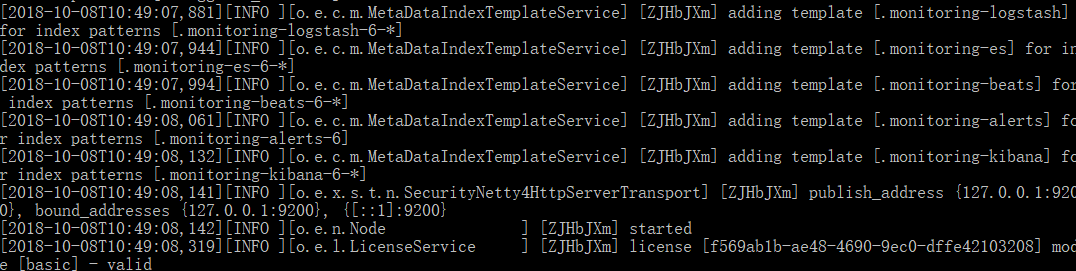 [2018-10-08T10:49:07,881][INFO ][o.e.c.m.MetaDataIndexTemplateService] [ZJHbJXm] adding template [.monitoring-logstash]
for index patterns [.monitoring-logstash-6-*]
[2018-10-08T10:49:07,944][INFO ][o.e.c.m.MetaDataIndexTemplateService] [ZJHbJXm] adding template [.monitoring-es] for in
dex patterns [.monitoring-es-6-*]
[2018-10-08T10:49:07,994][INFO ][o.e.c.m.MetaDataIndexTemplateService] [ZJHbJXm] adding template [.monitoring-beats] for
index patterns [.monitoring-beats-6-*]
[2018-10-08T10:49:08,061][INFO ][o.e.c.m.MetaDataIndexTemplateService] [ZJHbJXm] adding template [.monitoring-alerts] fo
r index patterns [.monitoring-alerts-6]
[2018-10-08T10:49:08,132][INFO ][o.e.c.m.MetaDataIndexTemplateService] [ZJHbJXm] adding template [.monitoring-kibana] fo
r index patterns [.monitoring-kibana-6-*]
[2018-10-08T10:49:08,141][INFO ][o.e.x.s.t.n.SecurityNetty4HttpServerTransport] [ZJHbJXm] publish_address {127.0.0.1:920
0}, bound_addresses {127.0.0.1:9200}, {[::1]:9200}
[2018-10-08T10:49:08,142][INFO ][o.e.n.Node               ] [ZJHbJXm] started
[2018-10-08T10:49:08,319][INFO ][o.e.l.LicenseService     ] [ZJHbJXm] license [f569ab1b-ae48-4690-9ec0-dffe42103208] mod
e [basic] - valid